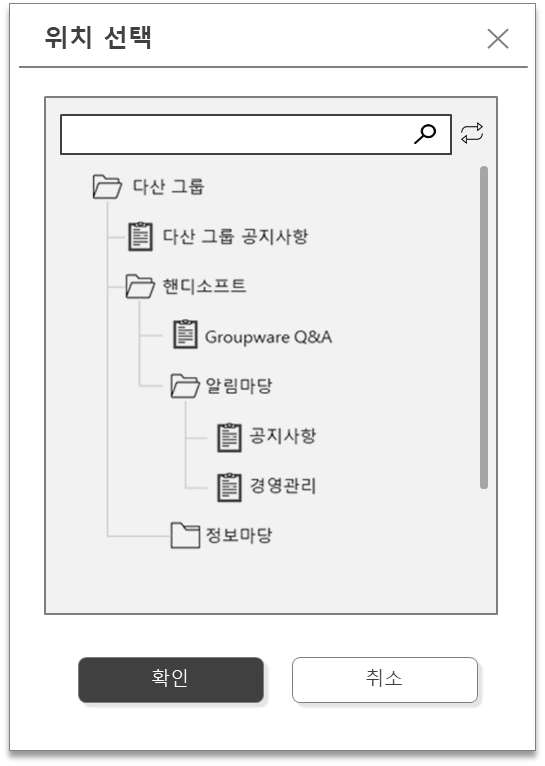 위치 선택
다산 그룹
다산 그룹 공지사항
핸디소프트
Groupware Q&A
알림마당
공지사항
경영관리
정보마당
확인 취소